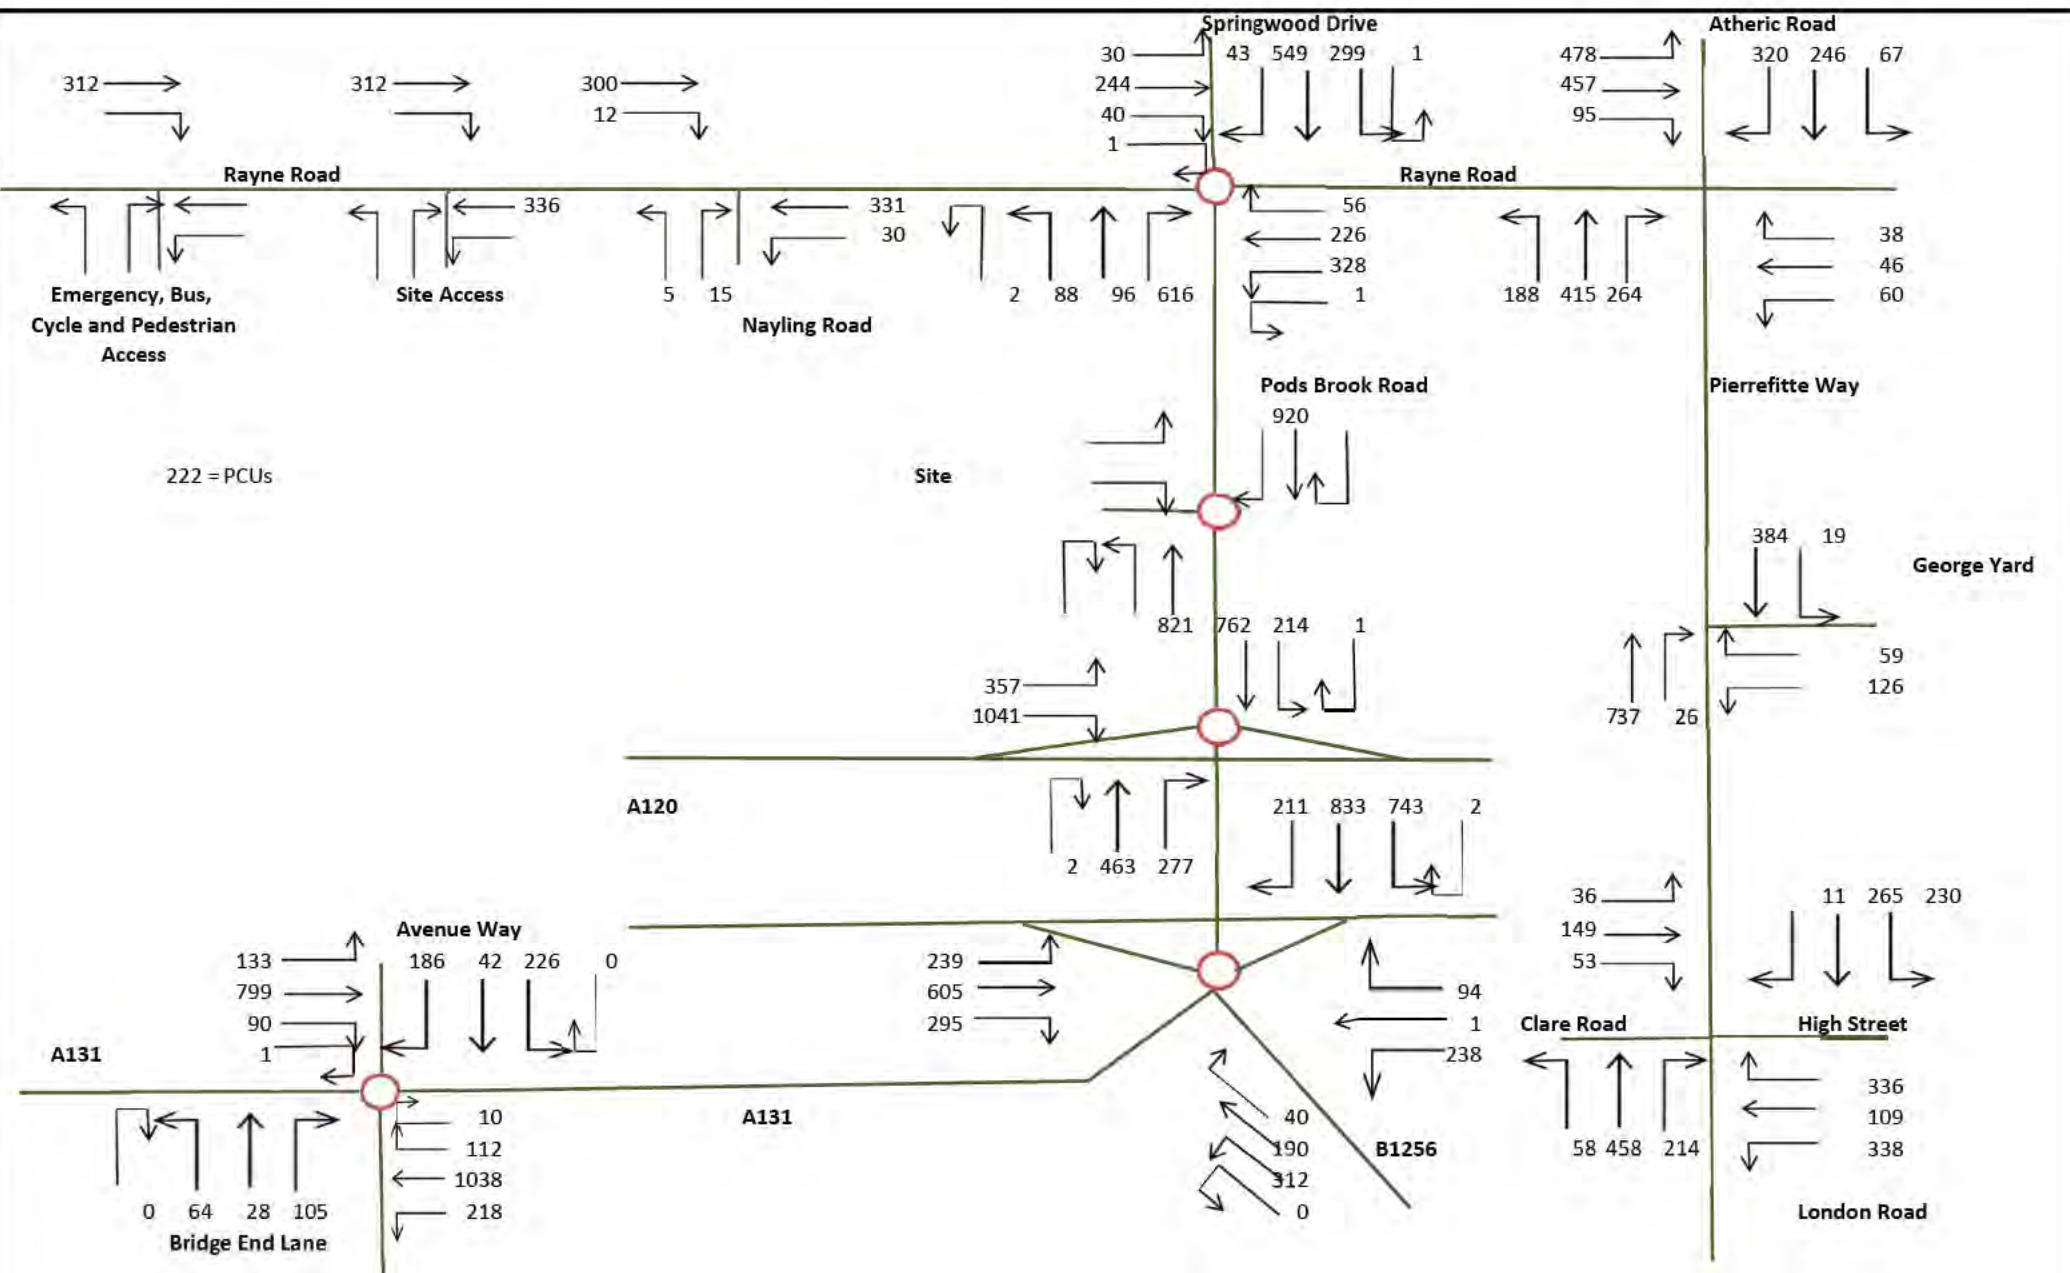 Springwood Drive
Atheric Road
30
43 549 299 1
478
320 246 67
312
312
300
244
457
12
40
95
1
Rayne Road
Rayne Road
336
331
56
30
226
38
328
46
Emergency, Bus,
Cycle and Pedestrian
Access
Site Access
5 15
2 88 96 616
1
188 415 264
60
Nayling Road
Pods Brook Road
Pierrefitte Way
920
222 = PCUs
Site
384 19
George Yard
821 762 214 1
59
357
126
1041
737 26
A120
211 833 743 2
2 463 277
36
11 265 230
Avenue Way
149
133
186 42 226 0
239
53
799
605
94
90
295
1
Clare Road
High Street
A131
1
238
336
10
A131
40
109
112
190
B1256
58 458 214
338
1038
312
0 64 28 105
218
0
London Road
Bridge End Lane